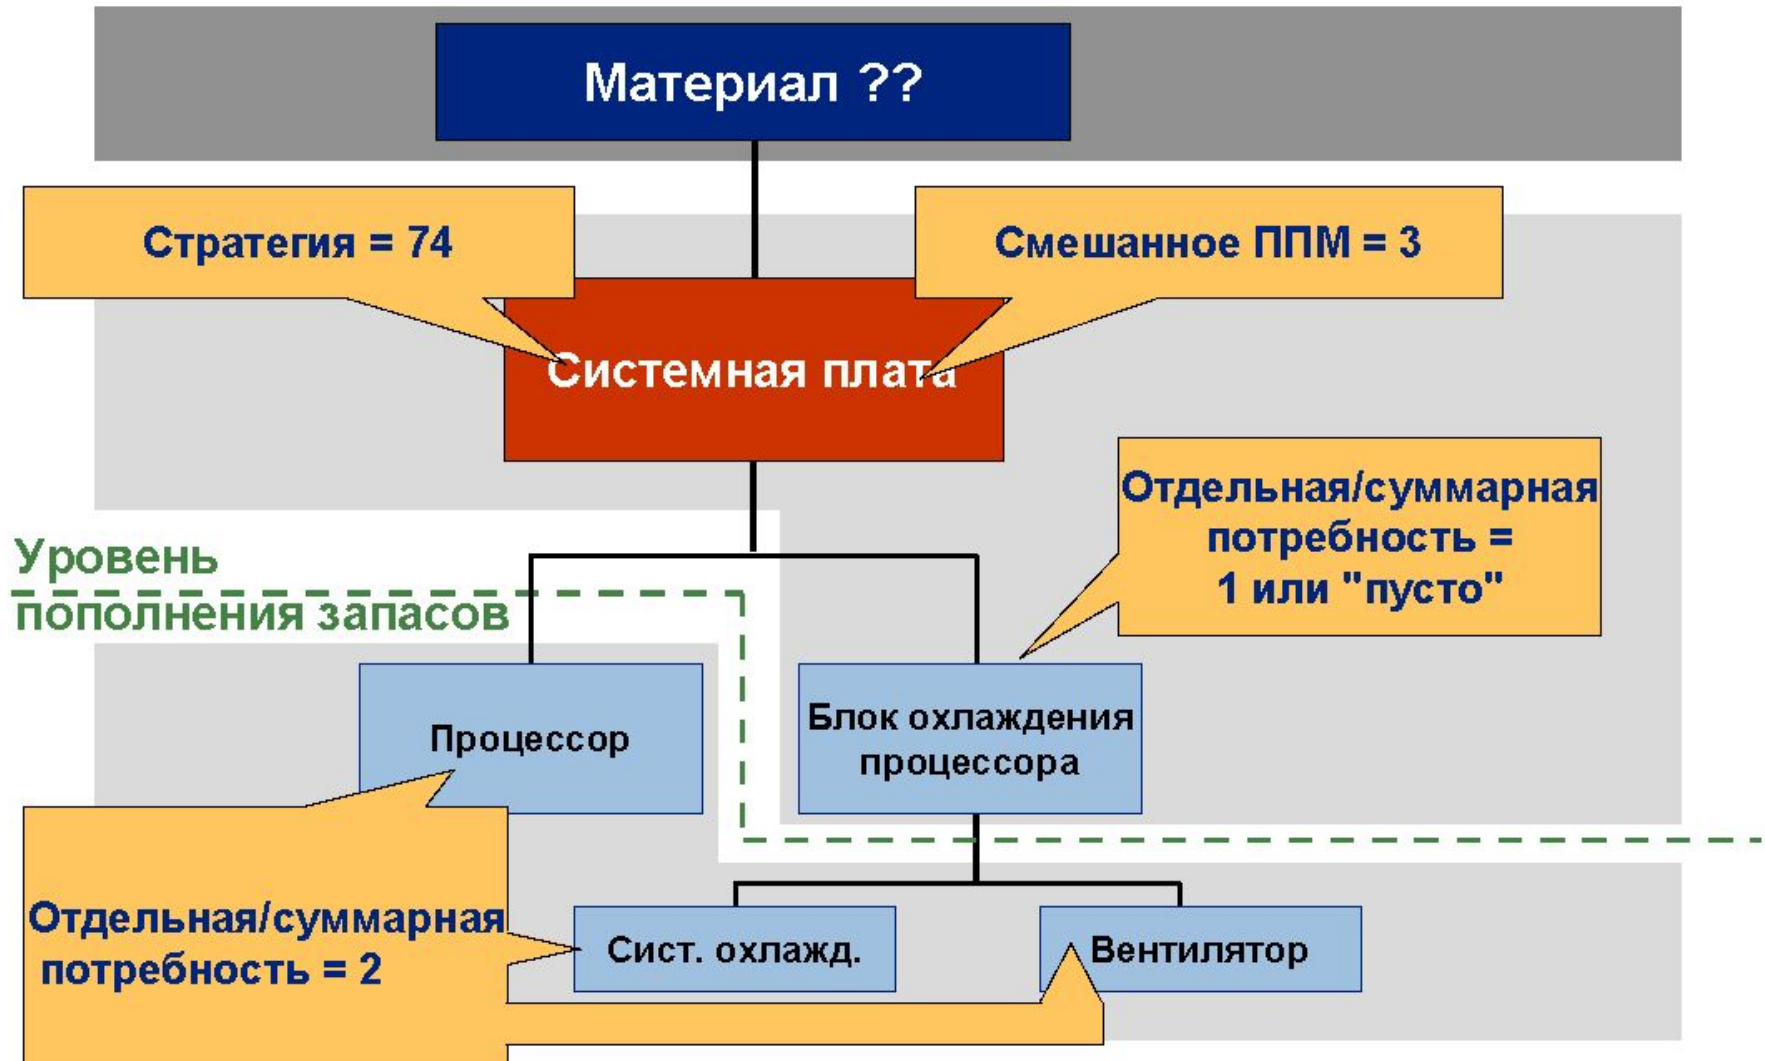 Материал ??
Стратегия = 74
Смешанное ППМ = 3
Системная плата
Отдельная/суммарная
потребность =
1 или "пусто"
Уровень
пополнения запасов
Процессор
Блок охлаждения
процессора
Отдельная/суммарная
потребность = 2
Сист. охлажд.
Вентилятор